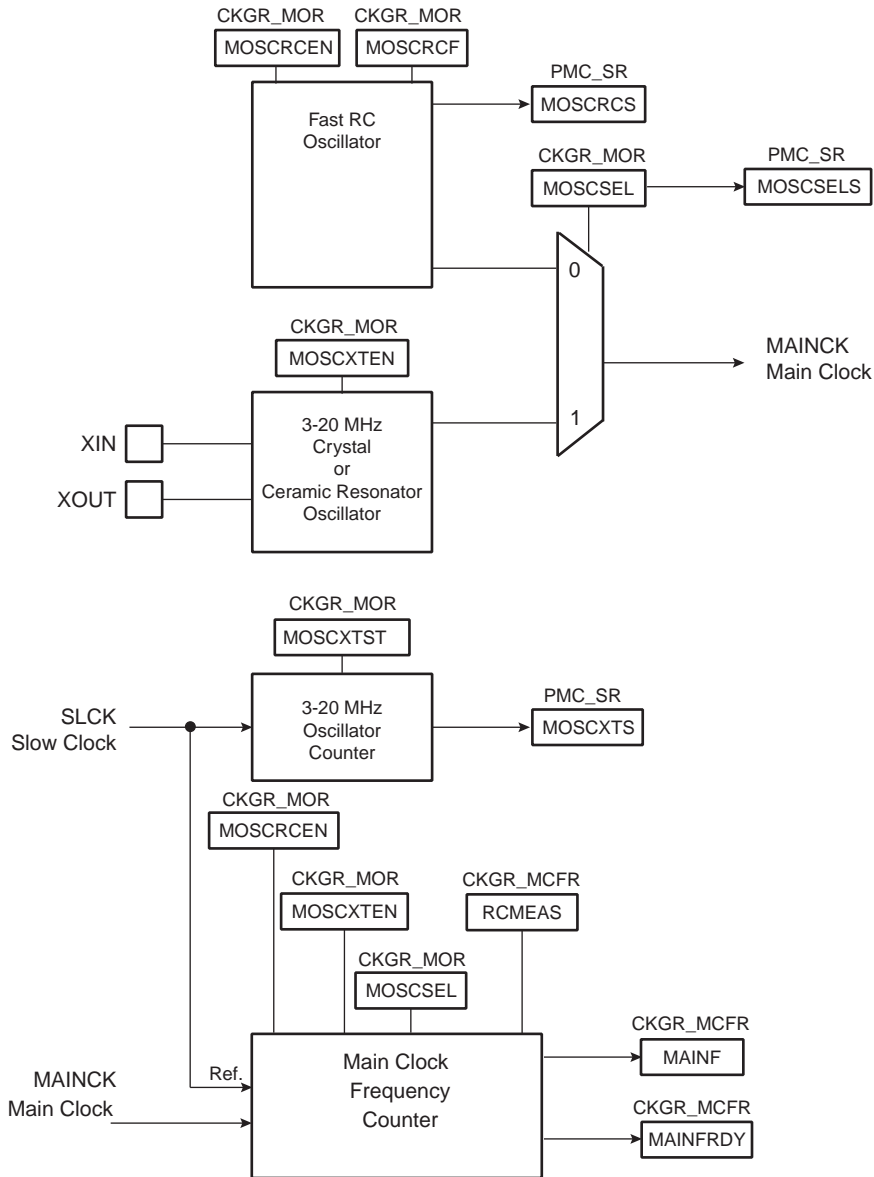 CKGR_MOR
CKGR_MOR
MOSCRCEN
MOSCRCF
PMC_SR
MOSCRCS
Fast RC
Oscillator
CKGR_MOR
PMC_SR
MOSCSEL
MOSCSELS
0
CKGR_MOR
MOSCXTEN
MAINCK
Main Clock
1
3-20 MHz
Crystal
or
Ceramic Resonator
Oscillator
XIN
XOUT
CKGR_MOR
MOSCXTST
SLCK
Slow Clock
3-20 MHz
Oscillator
Counter
PMC_SR
MOSCXTS
CKGR_MOR
MOSCRCEN
CKGR_MOR
MOSCXTEN
CKGR_MCFR
RCMEAS
CKGR_MOR
MOSCSEL
CKGR_MCFR
MAINF
Ref.
Main Clock
Frequency
Counter
MAINCK
Main Clock
CKGR_MCFR
MAINFRDY